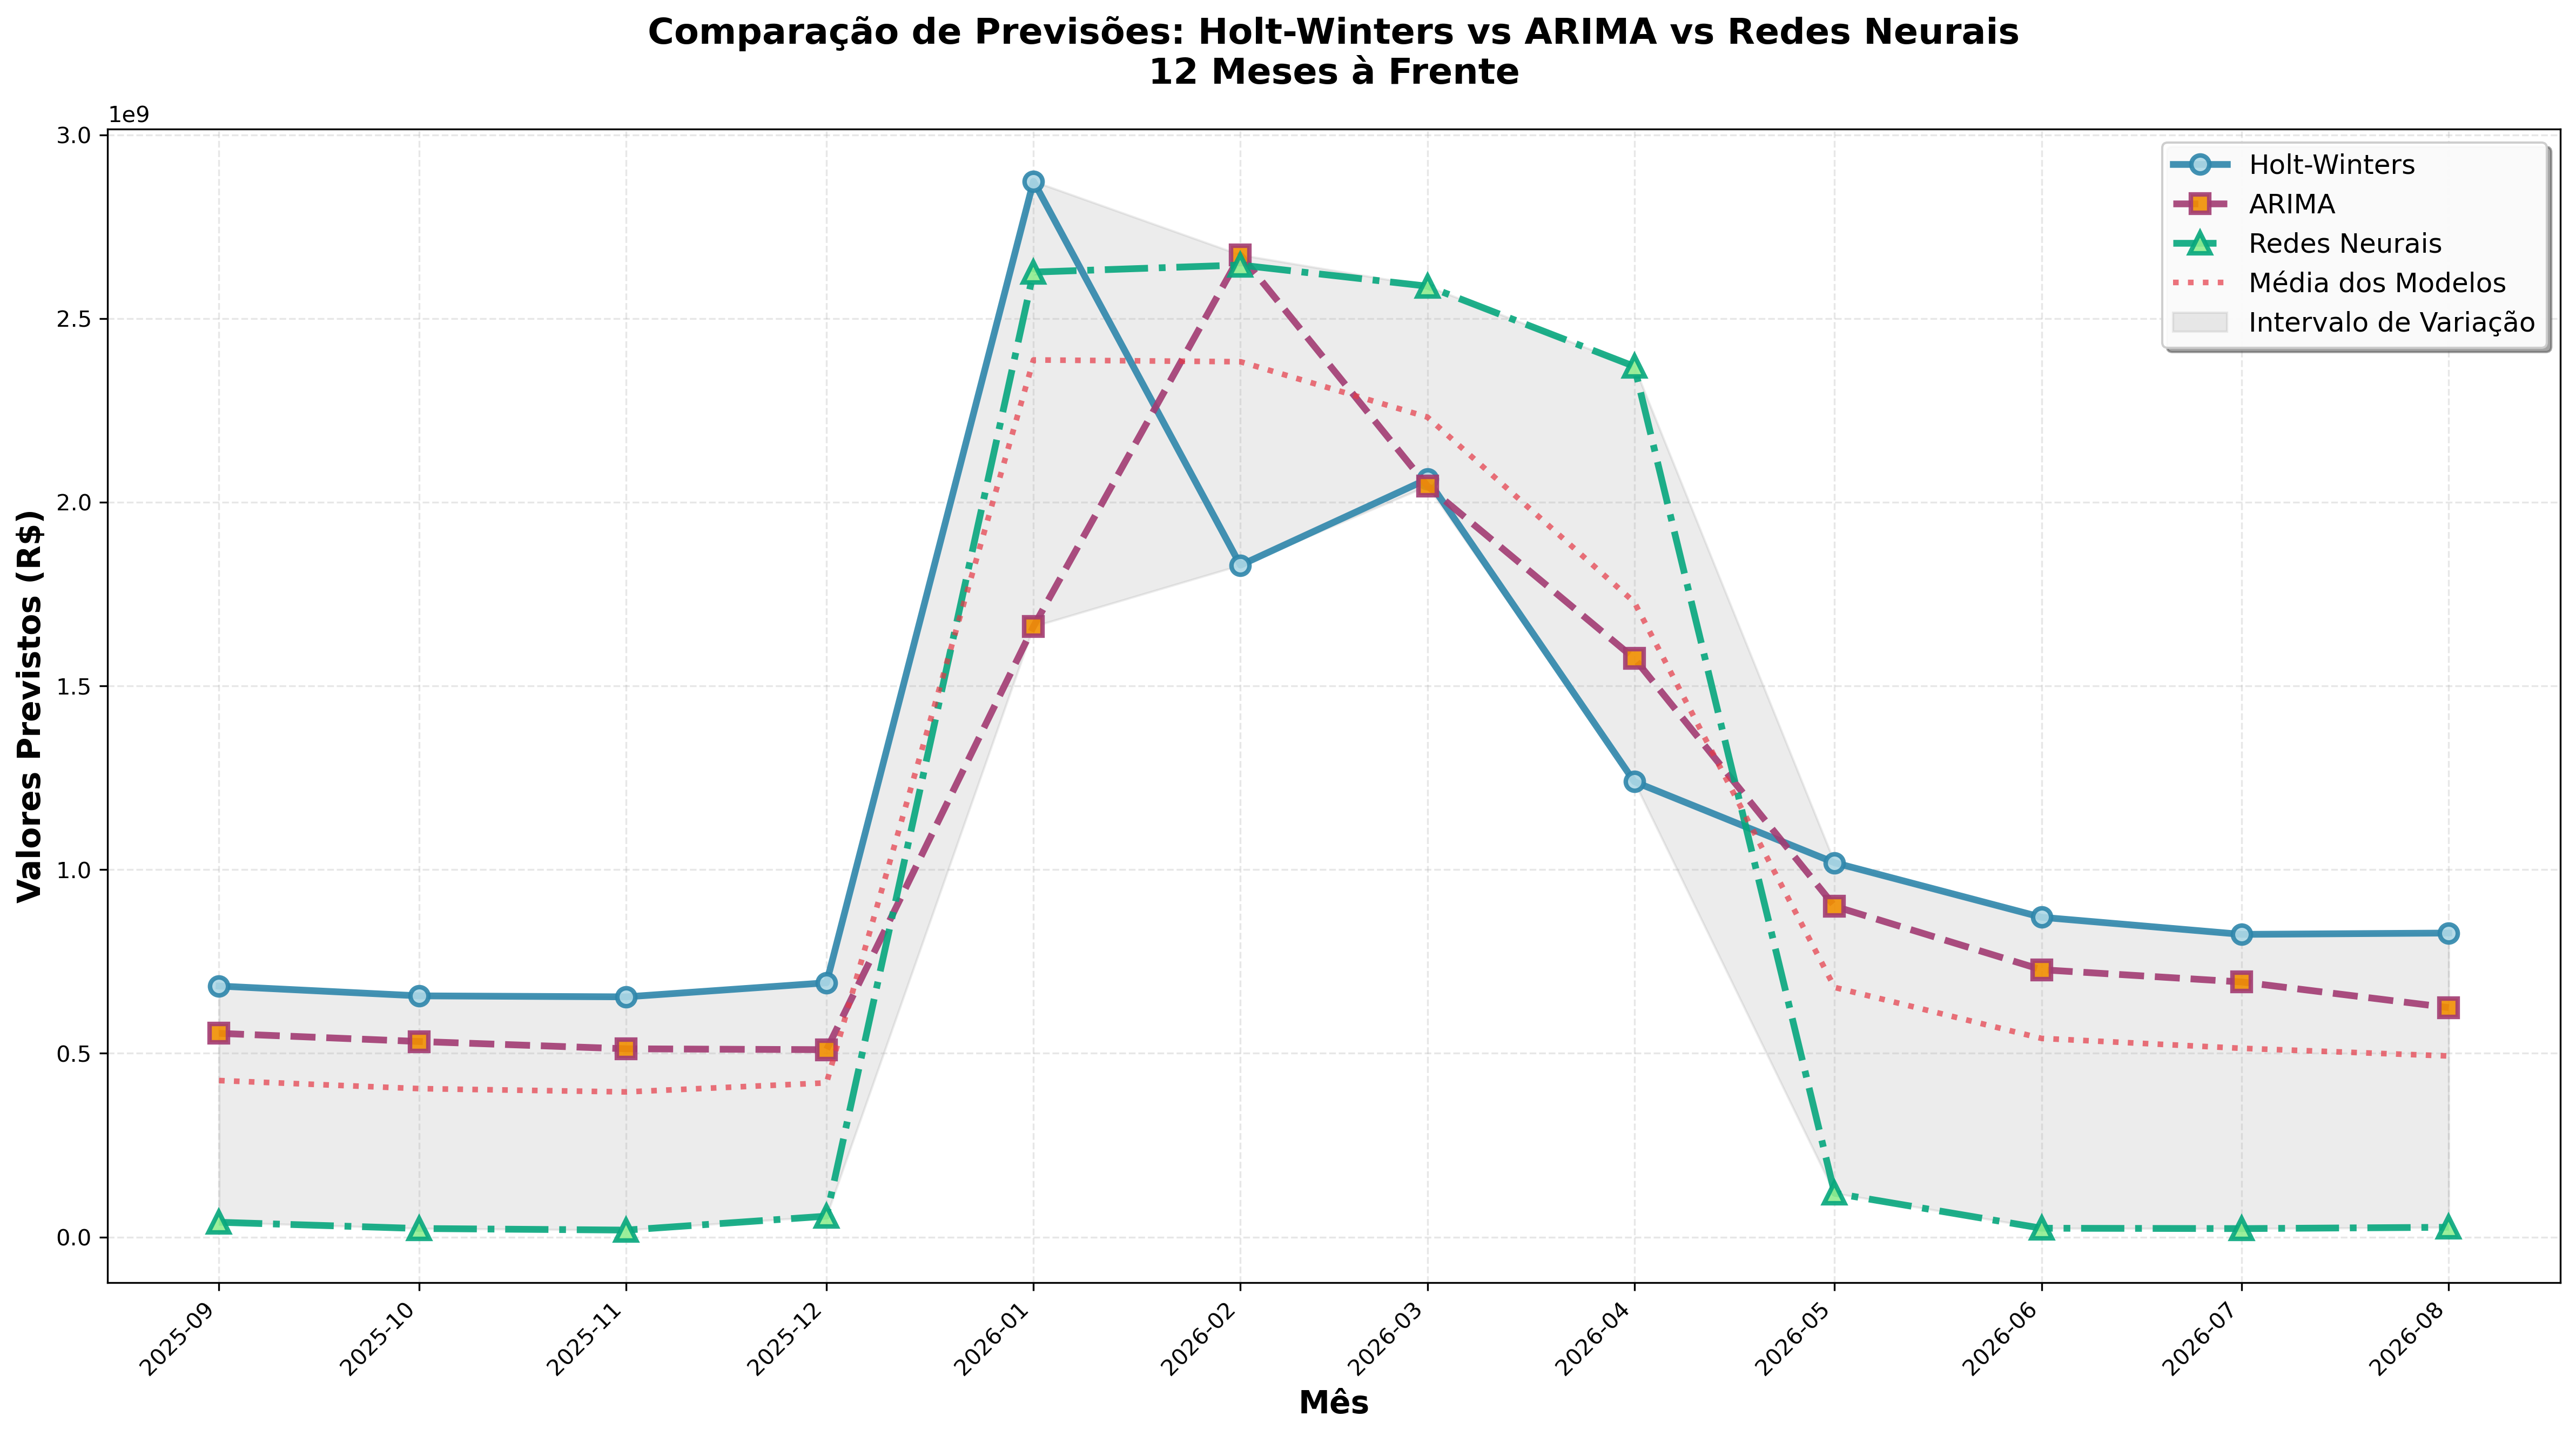 Comparação de Previsões: Holt-Winters vs ARIMA vs Redes Neurais
12 Meses à Frente
1e9
3.0
2.5
2.0
1.5
1.0
0.5
0.0
Valores Previstos (R$)
Holt-Winters
ARIMA
Redes Neurais
Média dos Modelos
Intervalo de Variação
2025-09
2025-10
2025-11
2025-12
2026-01
2026-02
2026-03
2026-04
2026-05
2026-06
2026-07
2026-08
Mês